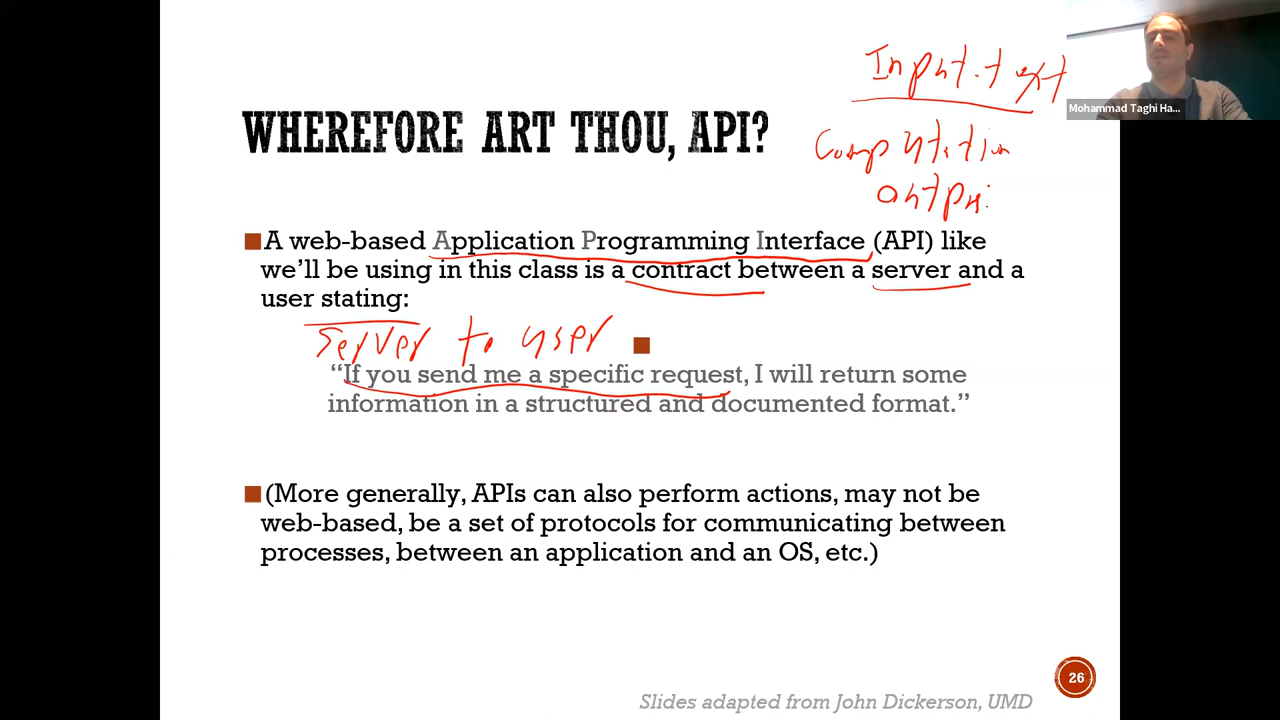 Input.text
Mohammad Taghi Ha...
WHEREFORE ART THOU, API?
Computation
outpu
■A web-based Application Programming Interface (API) like
we’ll be using in this class is a contract between a server and a
user stating:
server to user
■
“If you send me a specific request, I will return some
information in a structured and documented format.”
■(More generally, APIs can also perform actions, may not be
web-based, be a set of protocols for communicating between
processes, between an application and an OS, etc.)
26
Slides adapted from John Dickerson, UMD